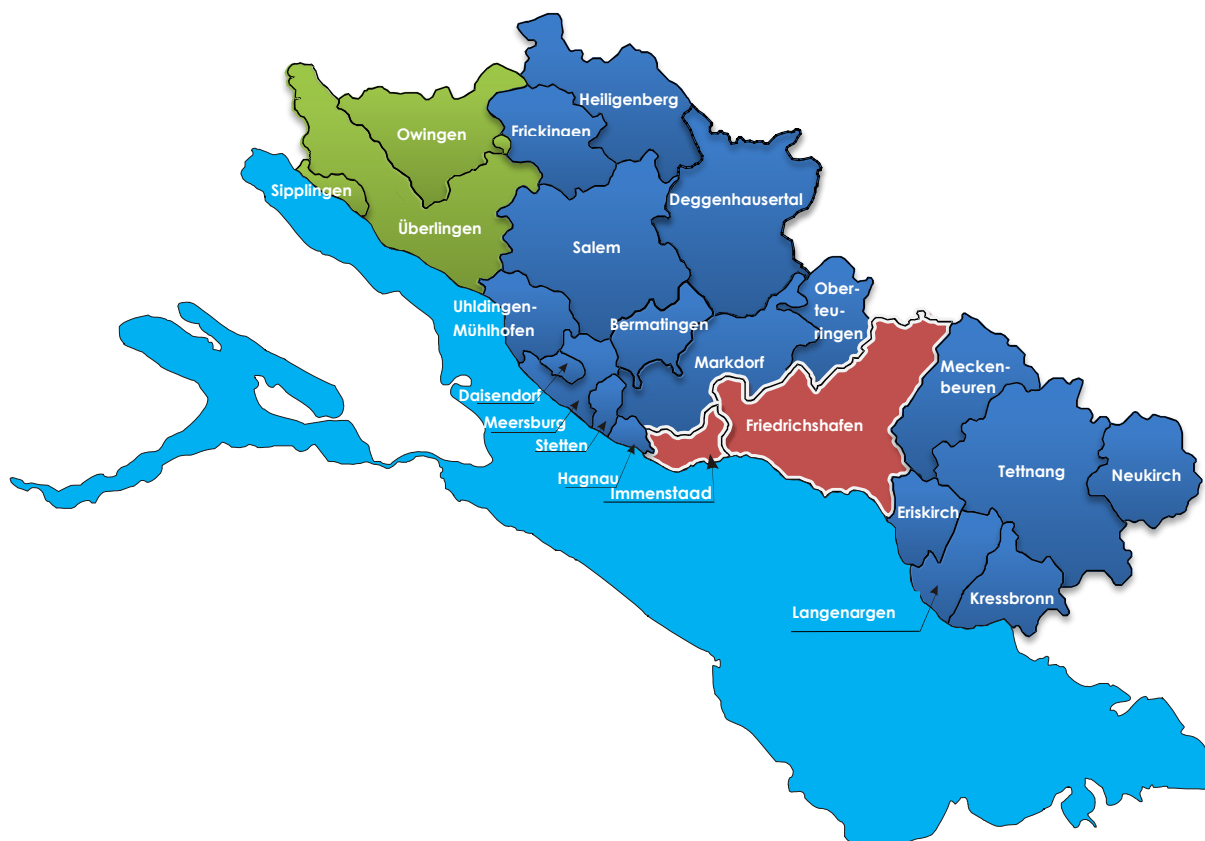 Heiligenberg
Owingen
Frickingen
Sipplingen
Deggenhausertal
Überlingen
Salem
Uhldingen-
Mühlhofen
Ober-
teu-
ringen
Bermatingen
Markdorf
Mecken-
beuren
Daisendorf
Meersburg
Friedrichshafen
Stetten
Hagnau
Immenstaad
Tettnang
Neukirch
Eriskirch
Kressbronn
Langenargen